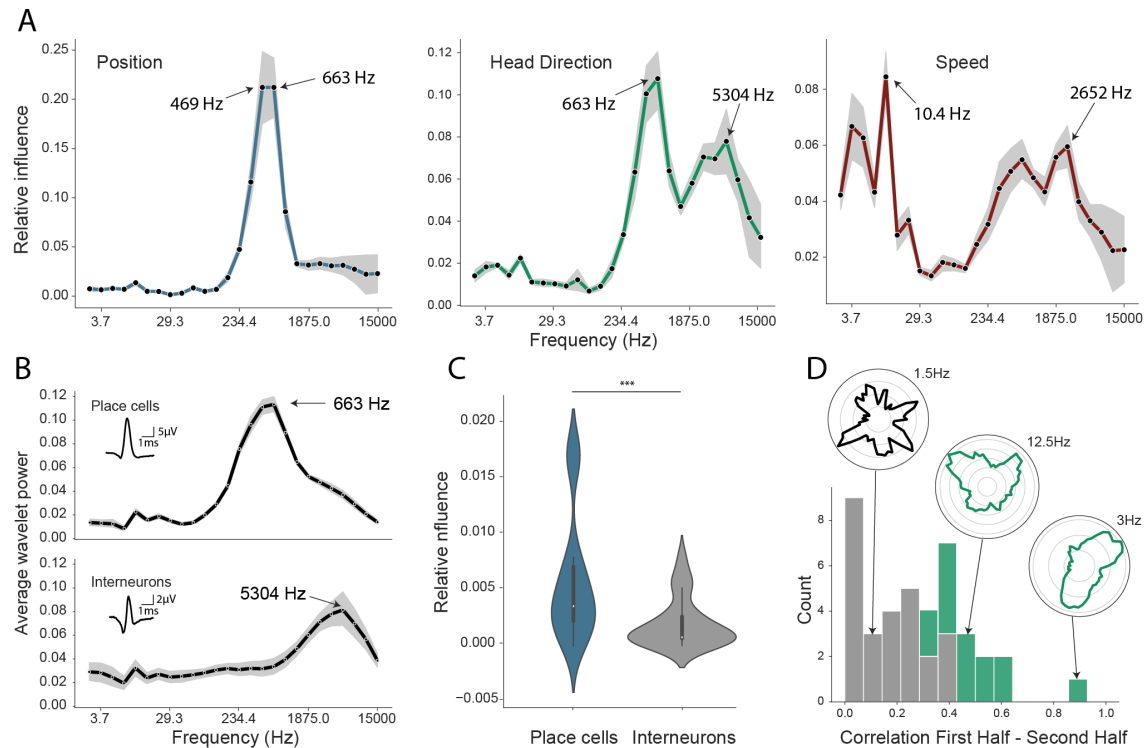 A
Position
Head Direction
Speed
0.25
0.20
0.15
0.10
0.05
0.00
Relative influence
469 Hz
663 Hz
3.7
29.3
234.4
1875.0
15000
0.12
0.10
0.08
0.06
0.04
0.02
0.00
663 Hz
5304 Hz
3.7
29.3
234.4
1875.0
15000
Frequency (Hz)
0.08
0.06
0.04
0.02
10.4 Hz
2652 Hz
3.7
29.3
234.4
1875.0
15000
B
Average wavelet power
0.12
0.10
0.08
0.06
0.04
0.02
0.00
Place cells
5μV
1ms
663 Hz
0.12
0.10
0.08
0.06
0.04
0.02
0.00
Interneurons
2μV
1ms
5304 Hz
3.7
29.3
234.4
1875.0
15000
Frequency (Hz)
C
***
Relative nfluence
0.020
0.015
0.010
0.005
0.000
−0.005
Place cells
Interneurons
D
1.5Hz
12.5Hz
3Hz
Count
8
6
4
2
0
0.0
0.2
0.4
0.6
0.8
1.0
Correlation First Half - Second Half